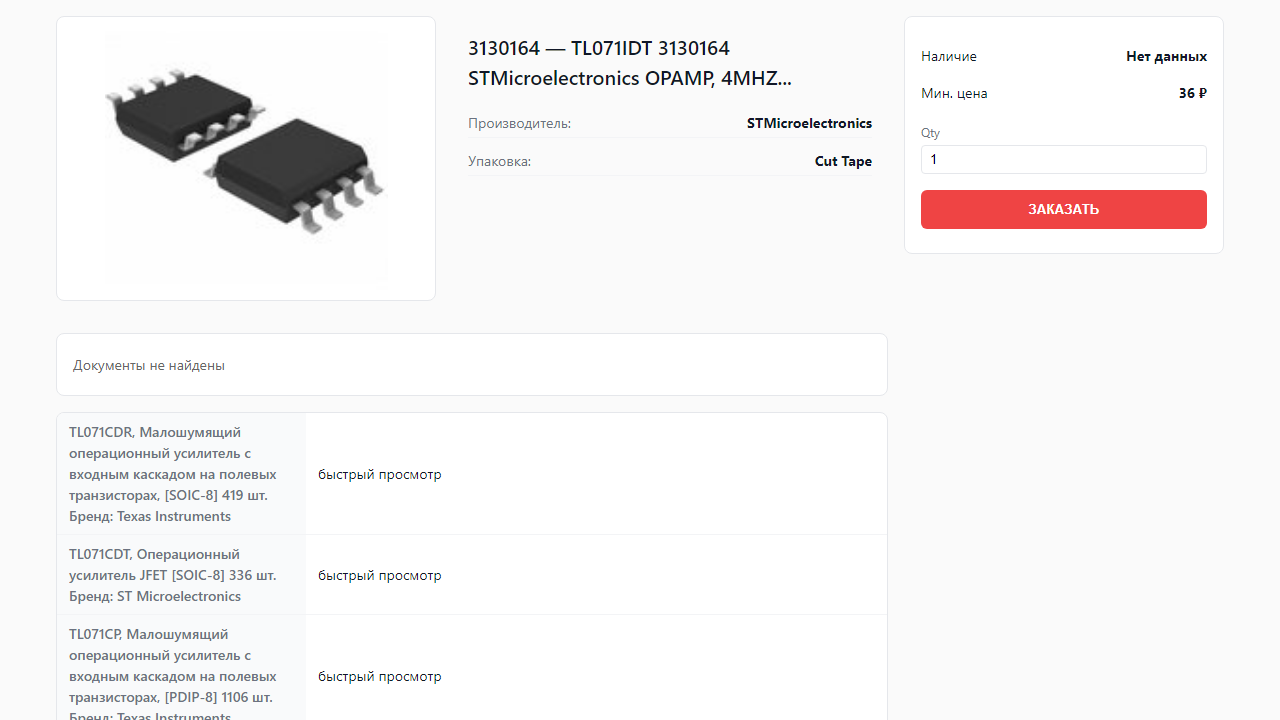 3130164 — TL071IDT 3130164
STMicroelectronics OPAMP, 4MHZ...
Производитель:
STMicroelectronics
Упаковка:
Cut Tape
Наличие
Нет данных
Мин. цена
36 ₽
Qty
1
ЗАКАЗАТЬ
Документы не найдены
TL071CDR, Малошумящий
операционный усилитель с
входным каскадом на полевых
транзисторах, [SOIC-8] 419 шт.
Бренд: Texas Instruments
быстрый просмотр
TL071CDT, Операционный
усилитель JFET [SOIC-8] 336 шт.
Бренд: ST Microelectronics
быстрый просмотр
TL071CP, Малошумящий
операционный усилитель с
входным каскадом на полевых
транзисторах, [PDIP-8] 1106 шт.
Бренд: Texas Instruments
быстрый просмотр